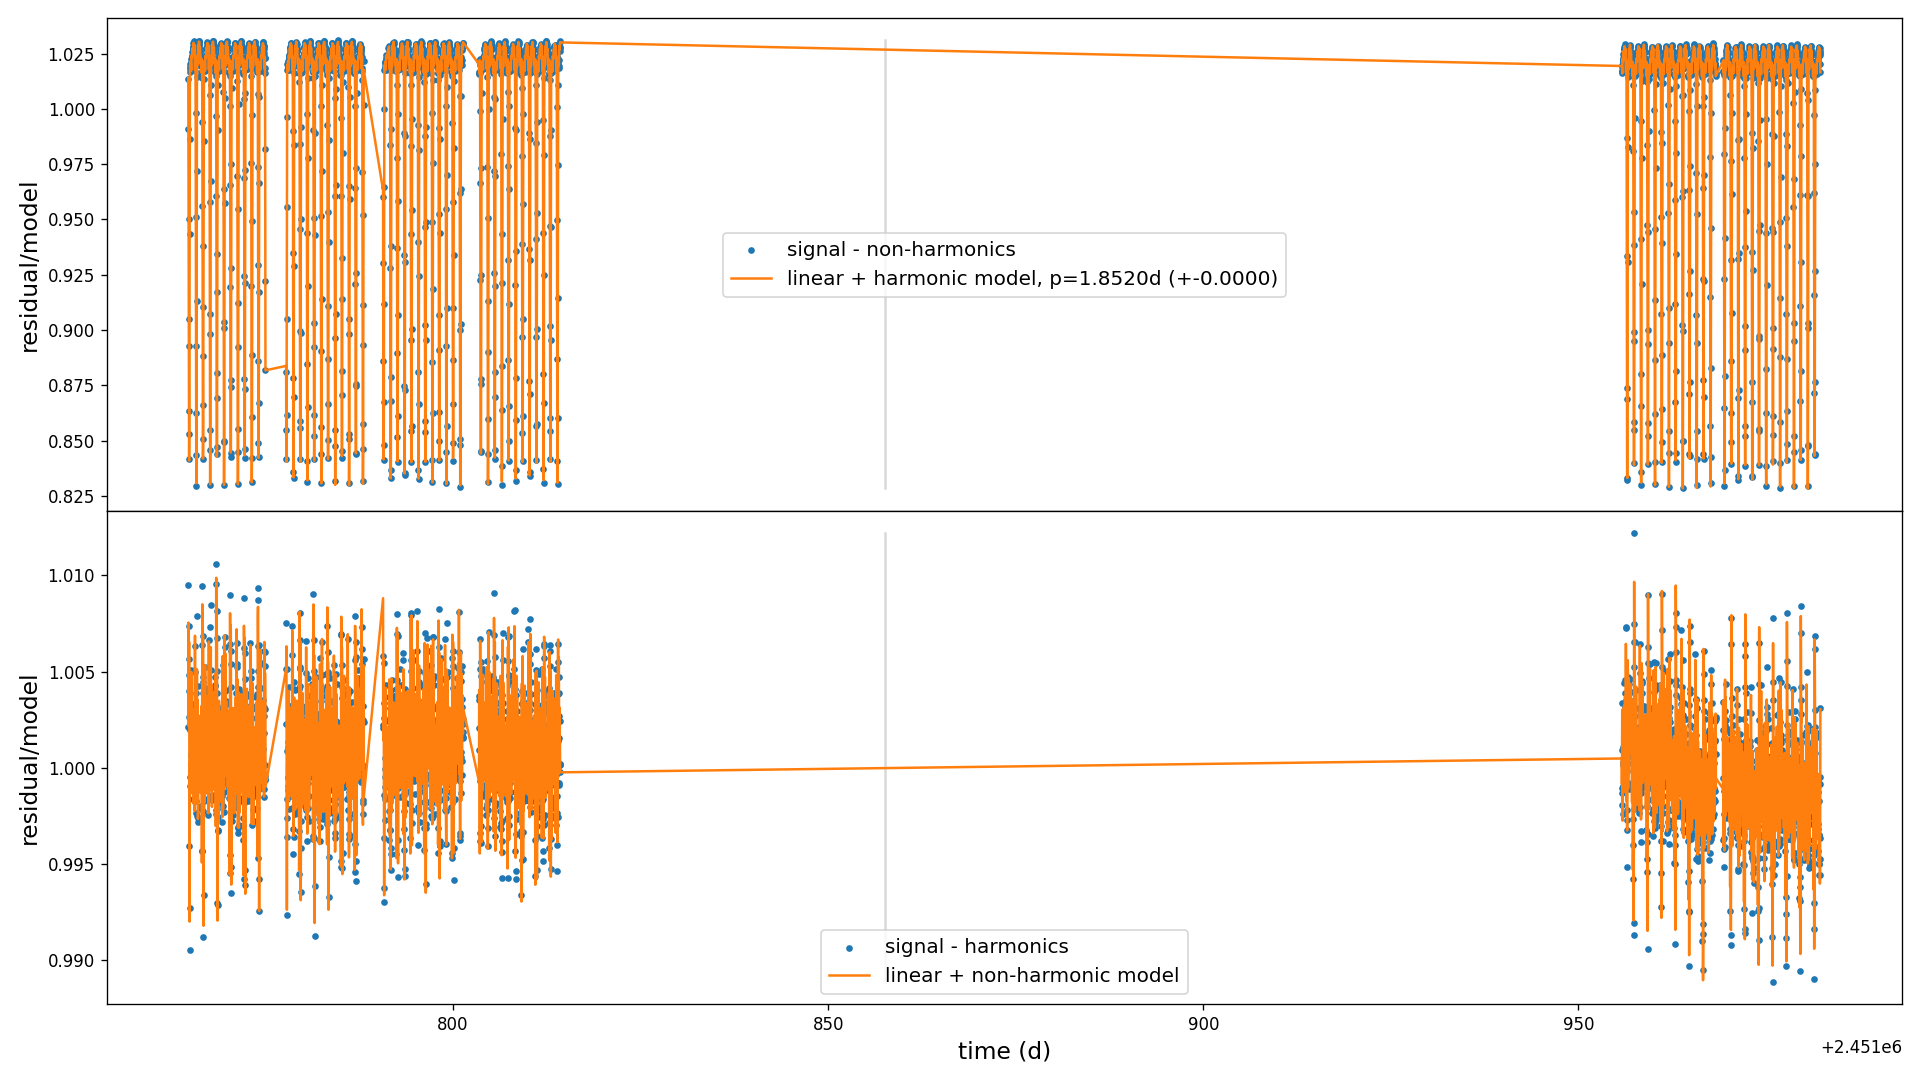 1.025
1.000
0.975
0.950
0.925
0.900
0.875
0.850
0.825
residual/model
signal - non-harmonics
linear + harmonic model, p=1.8520d (+-0.0000)
1.010
1.005
1.000
0.995
0.990
residual/model
signal - harmonics
linear + non-harmonic model
800 850 900 950
time (d)
+2.451e6